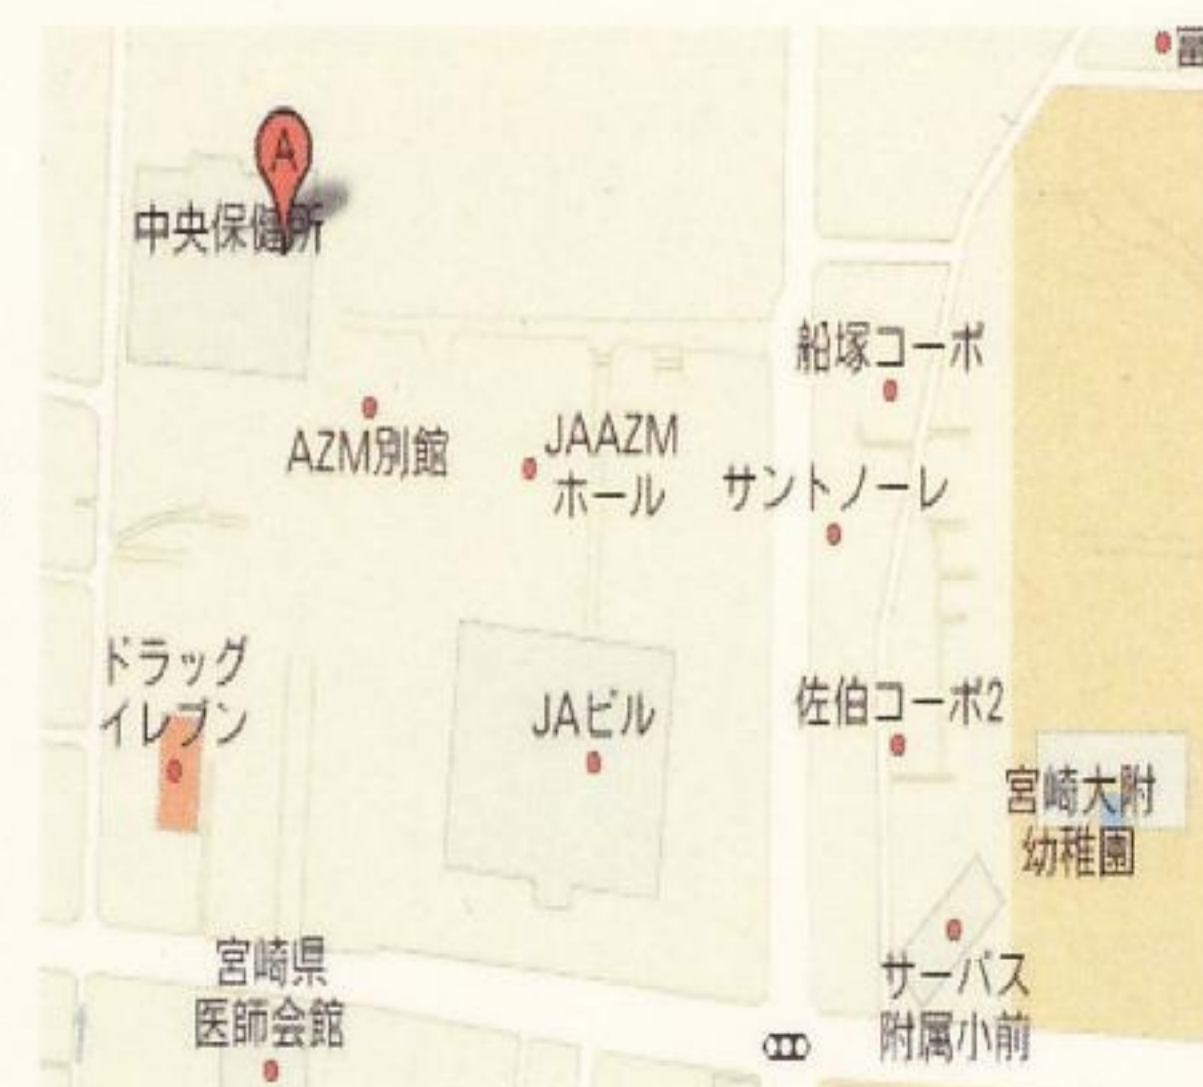 富
A
中央保健所
船塚コーポ
AZM別館
JAAZM
ホール
サントノーレ
ドラッグ
イレブン
JAビル
佐伯コーポ2
宮崎大附
幼稚園
宮崎県
医師会館
サーパス
附属小前